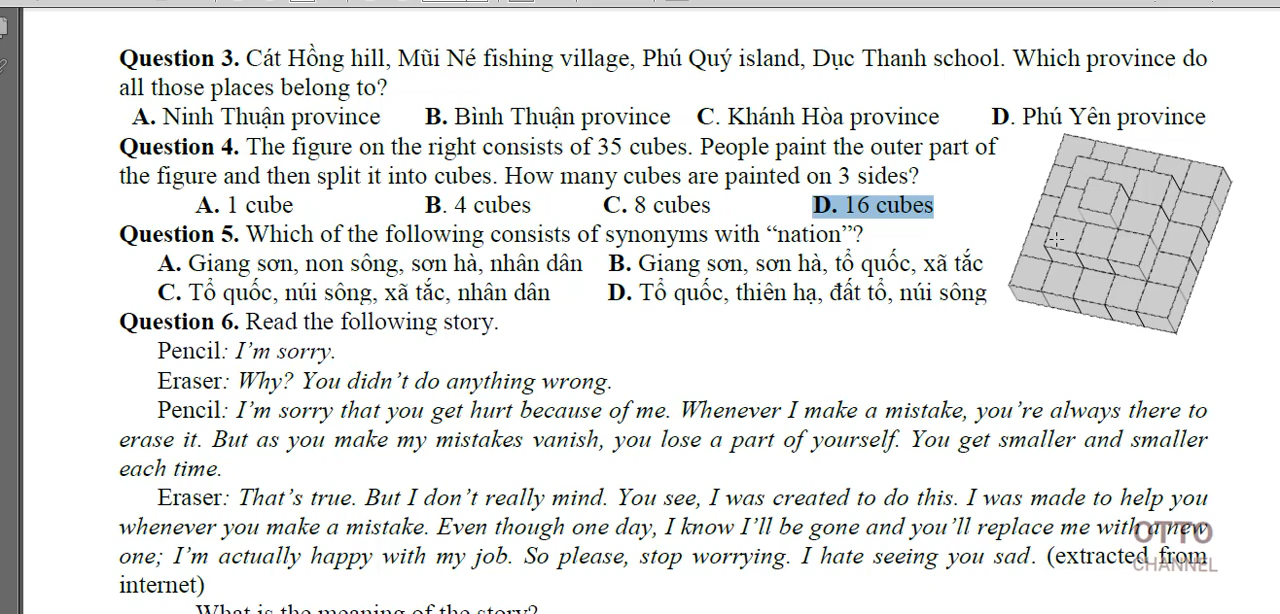 Question 3. Cát Hồng hill, Mũi Né fishing village, Phú Quý island, Dục Thanh school. Which province do
all those places belong to?
A. Ninh Thuận province B. Bình Thuận province C. Khánh Hòa province D. Phú Yên province
Question 4. The figure on the right consists of 35 cubes. People paint the outer part of
the figure and then split it into cubes. How many cubes are painted on 3 sides?
A. 1 cube B. 4 cubes C. 8 cubes D. 16 cubes
Question 5. Which of the following consists of synonyms with “nation”?
A. Giang sơn, non sông, sơn hà, nhân dân B. Giang sơn, sơn hà, tổ quốc, xã tắc
C. Tổ quốc, núi sông, xã tắc, nhân dân D. Tổ quốc, thiên hạ, đất tổ, núi sông
Question 6. Read the following story.
Pencil: I’m sorry.
Eraser: Why? You didn’t do anything wrong.
Pencil: I’m sorry that you get hurt because of me. Whenever I make a mistake, you’re always there to
erase it. But as you make my mistakes vanish, you lose a part of yourself. You get smaller and smaller
each time.
Eraser: That’s true. But I don’t really mind. You see, I was created to do this. I was made to help you
whenever you make a mistake. Even though one day, I know I’ll be gone and you’ll replace me with a new
one; I’m actually happy with my job. So please, stop worrying. I hate seeing you sad. (extracted from
internet)
What is the meaning of the story?
OTTO
CHANNEL